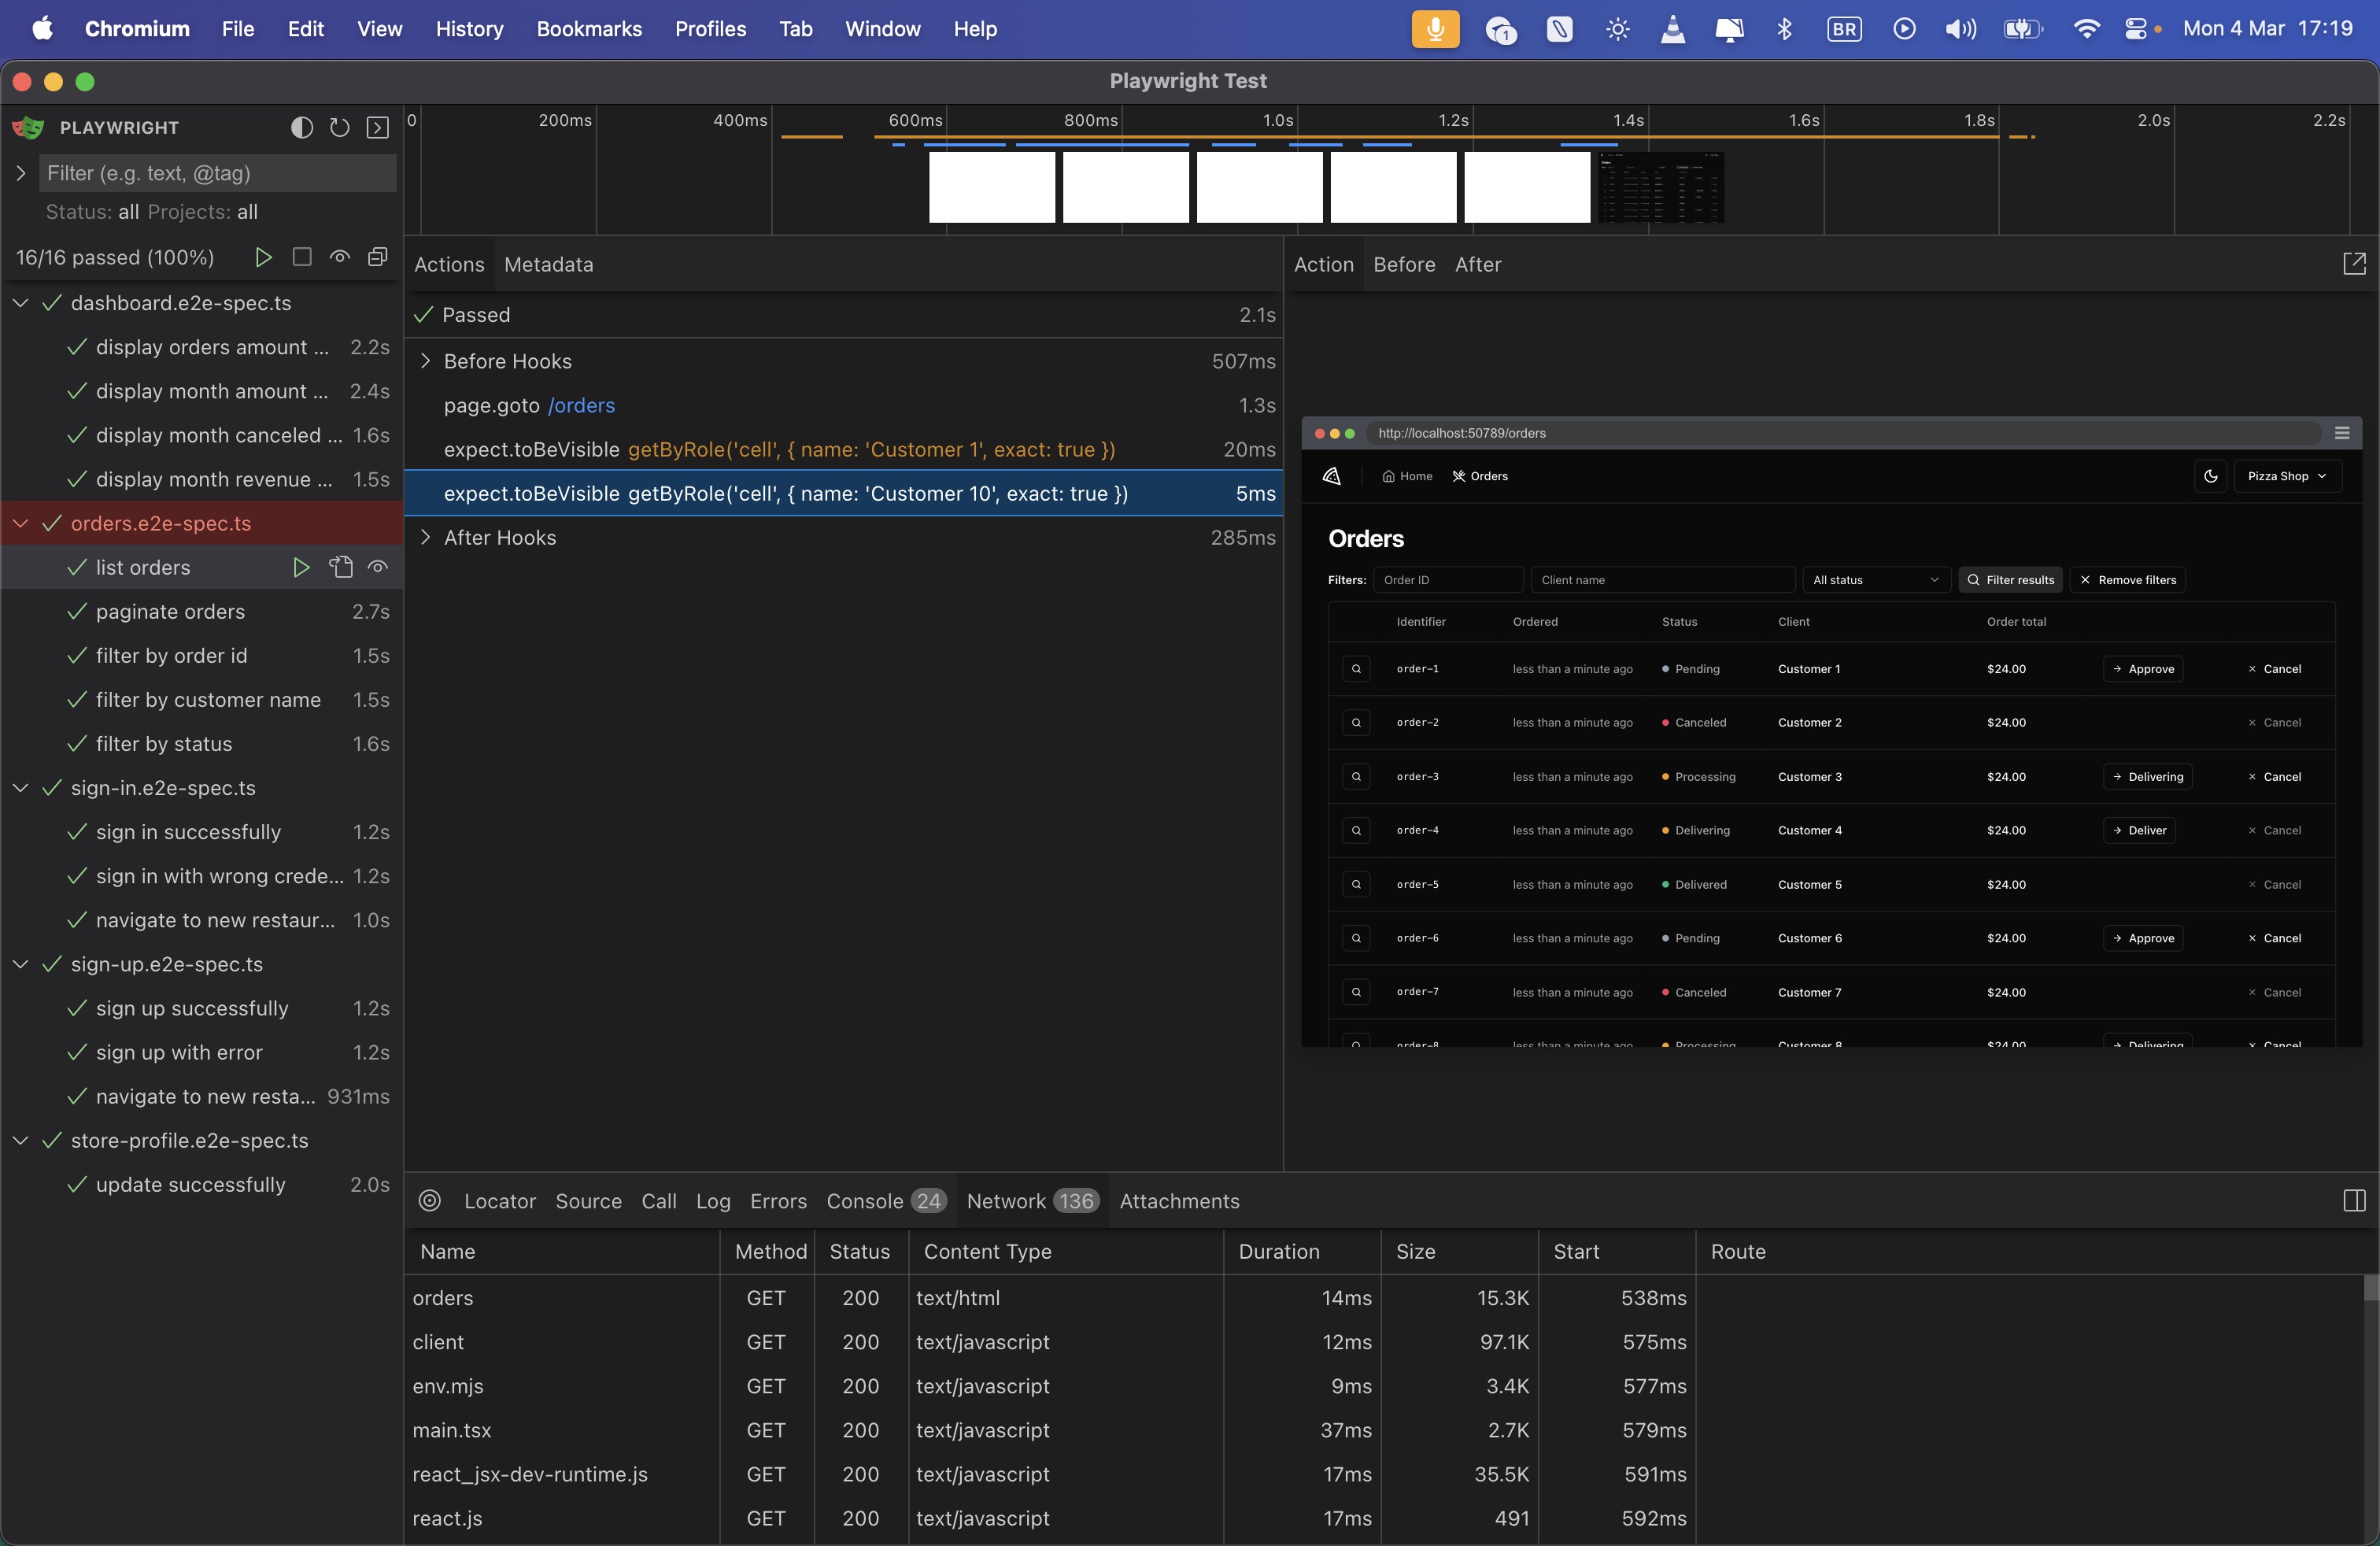 Chromium File Edit View History Bookmarks Profiles Tab Window Help 1 BR Mon 4 Mar 17:19
Playwright Test
PLAYWRIGHT
Filter (e.g. text, @tag)
Status: all Projects: all
16/16 passed (100%)
dashboard.e2e-spec.ts
display orders amount ... 2.2s
display month amount ... 2.4s
display month canceled ... 1.6s
display month revenue ... 1.5s
orders.e2e-spec.ts
list orders
paginate orders 2.7s
filter by order id 1.5s
filter by customer name 1.5s
filter by status 1.6s
sign-in.e2e-spec.ts
sign in successfully 1.2s
sign in with wrong crede... 1.2s
navigate to new restaur... 1.0s
sign-up.e2e-spec.ts
sign up successfully 1.2s
sign up with error 1.2s
navigate to new resta... 931ms
store-profile.e2e-spec.ts
update successfully 2.0s
0 200ms 400ms 600ms 800ms 1.0s 1.2s 1.4s 1.6s 1.8s 2.0s 2.2s
Actions Metadata
Passed 2.1s
Before Hooks 507ms
page.goto /orders 1.3s
expect.toBeVisible getByRole('cell', { name: 'Customer 1', exact: true }) 20ms
expect.toBeVisible getByRole('cell', { name: 'Customer 10', exact: true }) 5ms
After Hooks 285ms
Action Before After
http://localhost:50789/orders
Home Orders Pizza Shop
Orders
Filters: Order ID Client name All status Filter results Remove filters
Identifier Ordered Status Client Order total
order-1 less than a minute ago Pending Customer 1 $24.00 Approve Cancel
order-2 less than a minute ago Canceled Customer 2 $24.00 Cancel
order-3 less than a minute ago Processing Customer 3 $24.00 Delivering Cancel
order-4 less than a minute ago Delivering Customer 4 $24.00 Deliver Cancel
order-5 less than a minute ago Delivered Customer 5 $24.00 Cancel
order-6 less than a minute ago Pending Customer 6 $24.00 Approve Cancel
order-7 less than a minute ago Canceled Customer 7 $24.00 Cancel
order-8 less than a minute ago Processing Customer 8 $24.00 Delivering Cancel
Locator Source Call Log Errors Console 24 Network 136 Attachments
Name Method Status Content Type Duration Size Start Route
orders GET 200 text/html 14ms 15.3K 538ms
client GET 200 text/javascript 12ms 97.1K 575ms
env.mjs GET 200 text/javascript 9ms 3.4K 577ms
main.tsx GET 200 text/javascript 37ms 2.7K 579ms
react_jsx-dev-runtime.js GET 200 text/javascript 17ms 35.5K 591ms
react.js GET 200 text/javascript 17ms 491 592ms